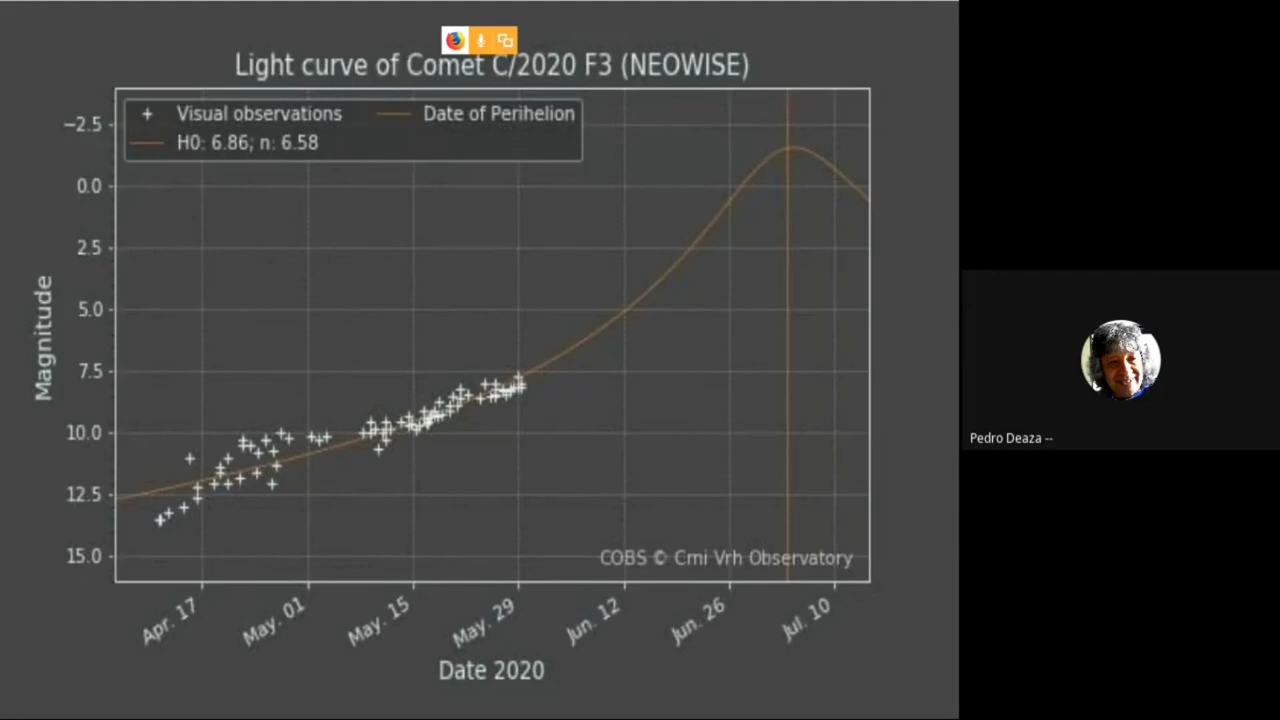 Light curve of Comet C/2020 F3 (NEOWISE)
Visual observations
Date of Perihelion
H0: 6.86; n: 6.58
−2.5
0.0
2.5
5.0
7.5
10.0
12.5
15.0
Magnitude
COBS © Cmi Vrh Observatory
Apr. 17
May. 01
May. 15
May. 29
Jun. 12
Jun. 26
Jul. 10
Date 2020
Pedro Deaza --